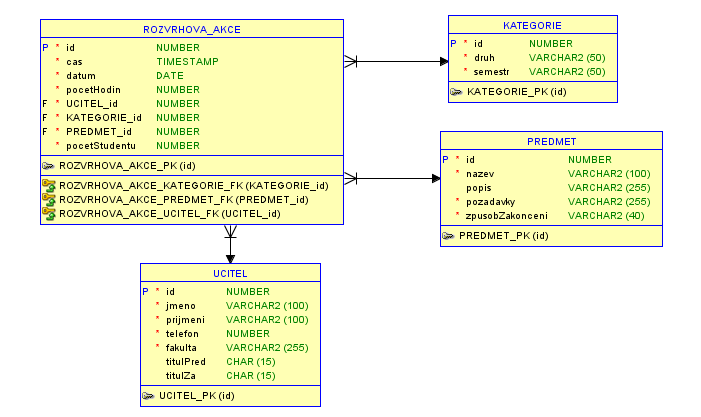 ROZVRHOVA_AKCE
P * id NUMBER
* cas TIMESTAMP
* datum DATE
* pocetHodin NUMBER
F * UCITEL_id NUMBER
F * KATEGORIE_id NUMBER
F * PREDMET_id NUMBER
* pocetStudentu NUMBER
ROZVRHOVA_AKCE_PK (id)
ROZVRHOVA_AKCE_KATEGORIE_FK (KATEGORIE_id)
ROZVRHOVA_AKCE_PREDMET_FK (PREDMET_id)
ROZVRHOVA_AKCE_UCITEL_FK (UCITEL_id)
KATEGORIE
P * id NUMBER
* druh VARCHAR2 (50)
* semestr VARCHAR2 (50)
KATEGORIE_PK (id)
PREDMET
P * id NUMBER
* nazev VARCHAR2 (100)
popis VARCHAR2 (255)
* pozadavky VARCHAR2 (255)
* zpusobZakonceni VARCHAR2 (40)
PREDMET_PK (id)
UCITEL
P * id NUMBER
* jmeno VARCHAR2 (100)
* prijmeni VARCHAR2 (100)
* telefon NUMBER
* fakulta VARCHAR2 (255)
titulPred CHAR (15)
titulZa CHAR (15)
UCITEL_PK (id)